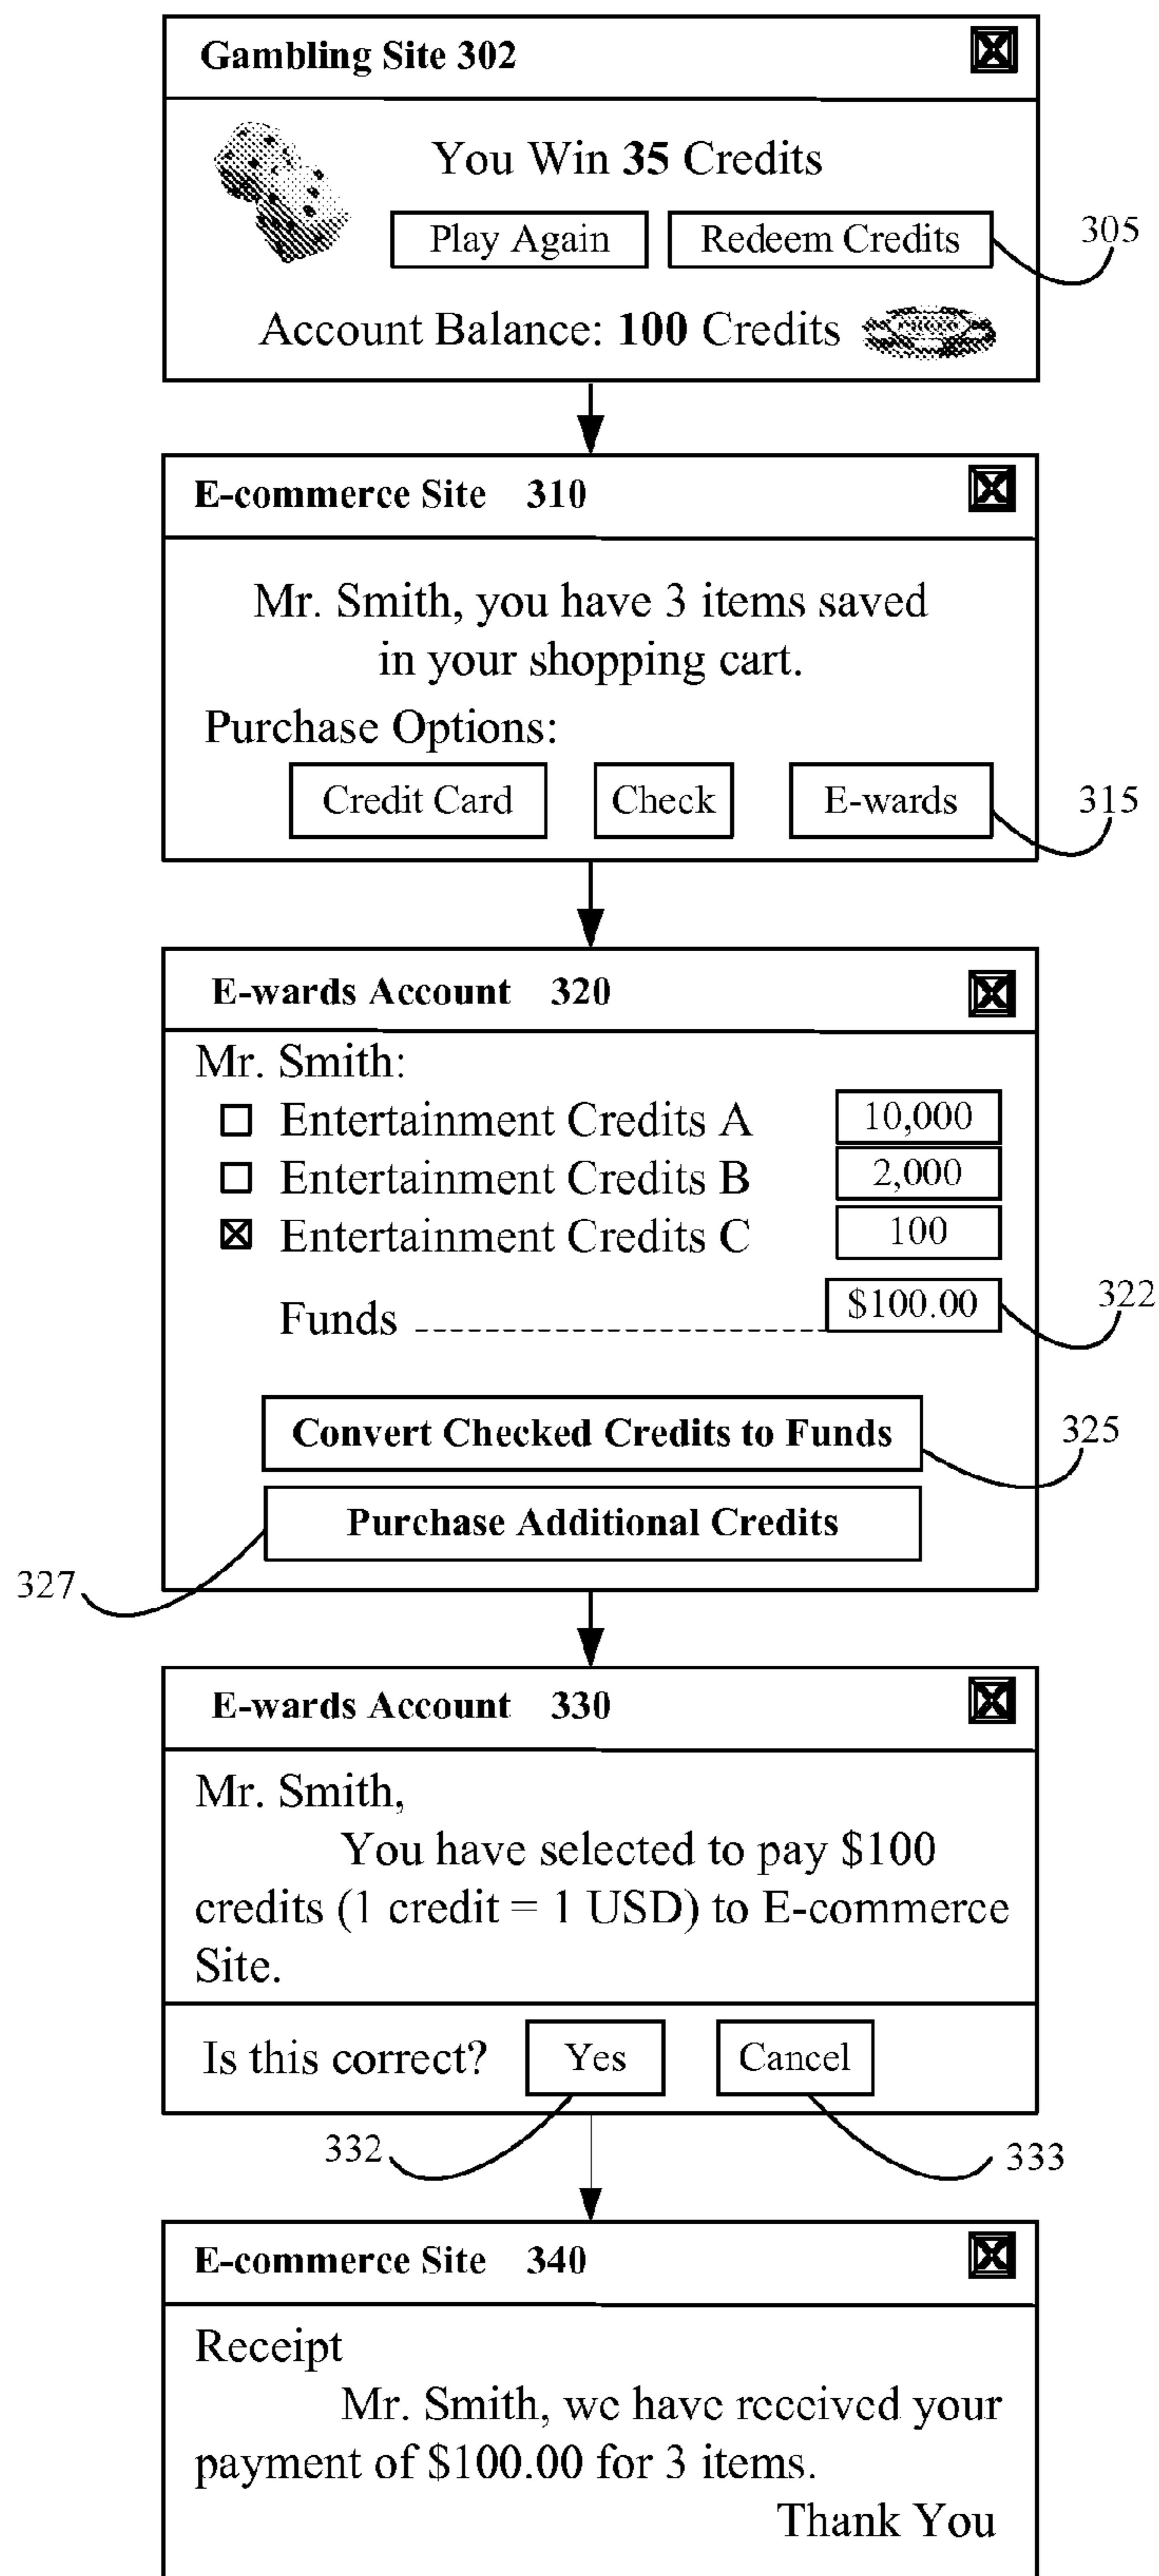 Gambling Site 302
You Win 35 Credits
Play Again
Redeem Credits
305
Account Balance: 100 Credits
E-commerce Site 310
Mr. Smith, you have 3 items saved
in your shopping cart.
Purchase Options:
Credit Card
Check
E-wards
315
E-wards Account 320
Mr. Smith:
Entertainment Credits A 10,000
Entertainment Credits B 2,000
Entertainment Credits C 100
Funds $100.00
322
Convert Checked Credits to Funds
325
Purchase Additional Credits
327
E-wards Account 330
Mr. Smith,
You have selected to pay $100
credits (1 credit = 1 USD) to E-commerce
Site.
Is this correct?
Yes
Cancel
332
333
E-commerce Site 340
Receipt
Mr. Smith, we have received your
payment of $100.00 for 3 items.
Thank You